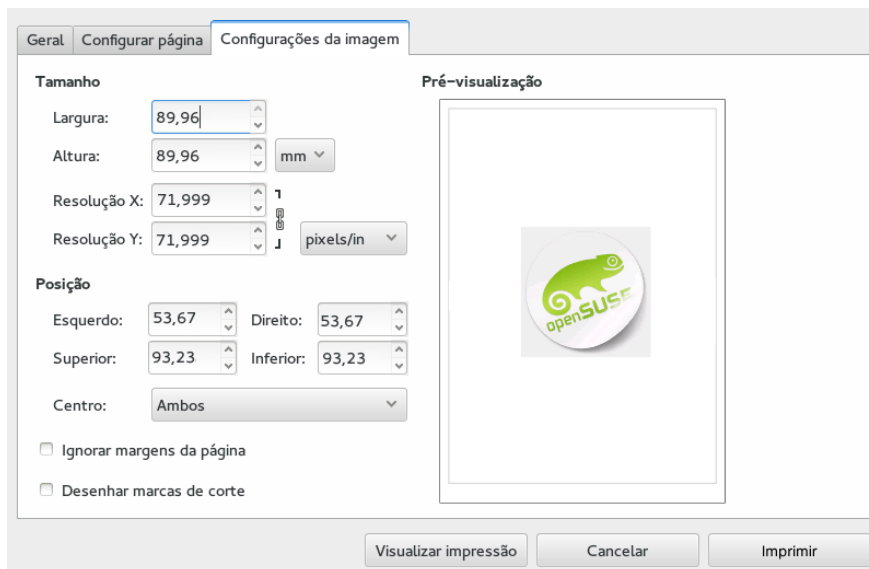 Geral Configurar página Configurações da imagem
Tamanho
Largura: 89,96
Altura: 89,96 mm
Resolução X: 71,999
Resolução Y: 71,999 pixels/in
Posição
Esquerdo: 53,67 Direito: 53,67
Superior: 93,23 Inferior: 93,23
Centro: Ambos
Ignorar margens da página
Desenhar marcas de corte
Pré-visualização
openSUSE
Visualizar impressão Cancelar Imprimir